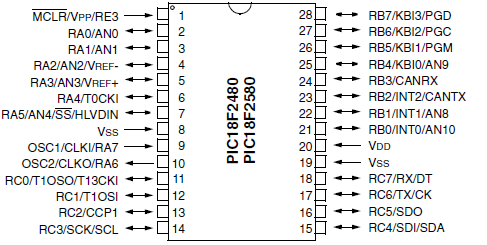 MCLR/VPP/RE3 1 28 RB7/KBI3/PGD
RA0/AN0 2 27 RB6/KBI2/PGC
RA1/AN1 3 26 RB5/KBI1/PGM
RA2/AN2/VREF- 4 25 RB4/KBI0/AN9
RA3/AN3/VREF+ 5 24 RB3/CANRX
RA4/T0CKI 6 23 RB2/INT2/CANTX
RA5/AN4/SS/HLVDIN 7 22 RB1/INT1/AN8
VSS 8 21 RB0/INT0/AN10
OSC1/CLKI/RA7 9 20 VDD
OSC2/CLKO/RA6 10 19 VSS
RC0/T1OSO/T13CKI 11 18 RC7/RX/DT
RC1/T1OSI 12 17 RC6/TX/CK
RC2/CCP1 13 16 RC5/SDO
RC3/SCK/SCL 14 15 RC4/SDI/SDA
PIC18F2480
PIC18F2580